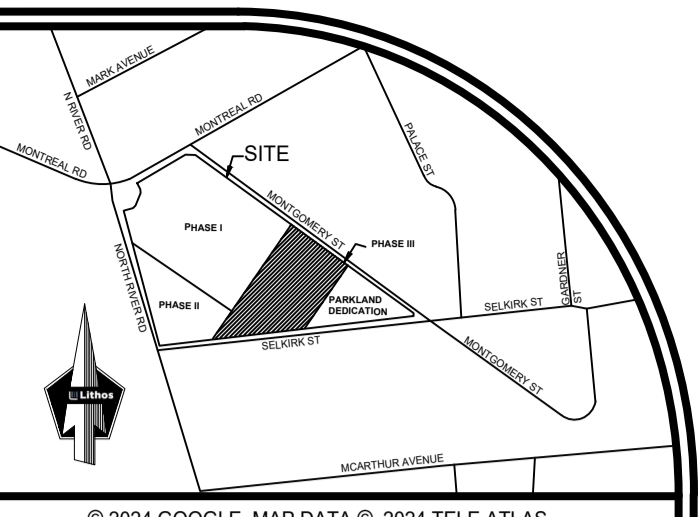 MARK AVENUE
N RIVER RD
MONTREAL RD
MONTREAL RD
PALACE ST
SITE
MONTGOMERY ST
PHASE I
PHASE III
NORTH RIVER RD
PHASE II
PARKLAND
DEDICATION
SELKIRK ST
GARDNER
ST
SELKIRK ST
MONTGOMERY ST
Lithos
MCARTHUR AVENUE
© 2024 GOOGLE- MAP DATA © 2024 TELE ATLAS